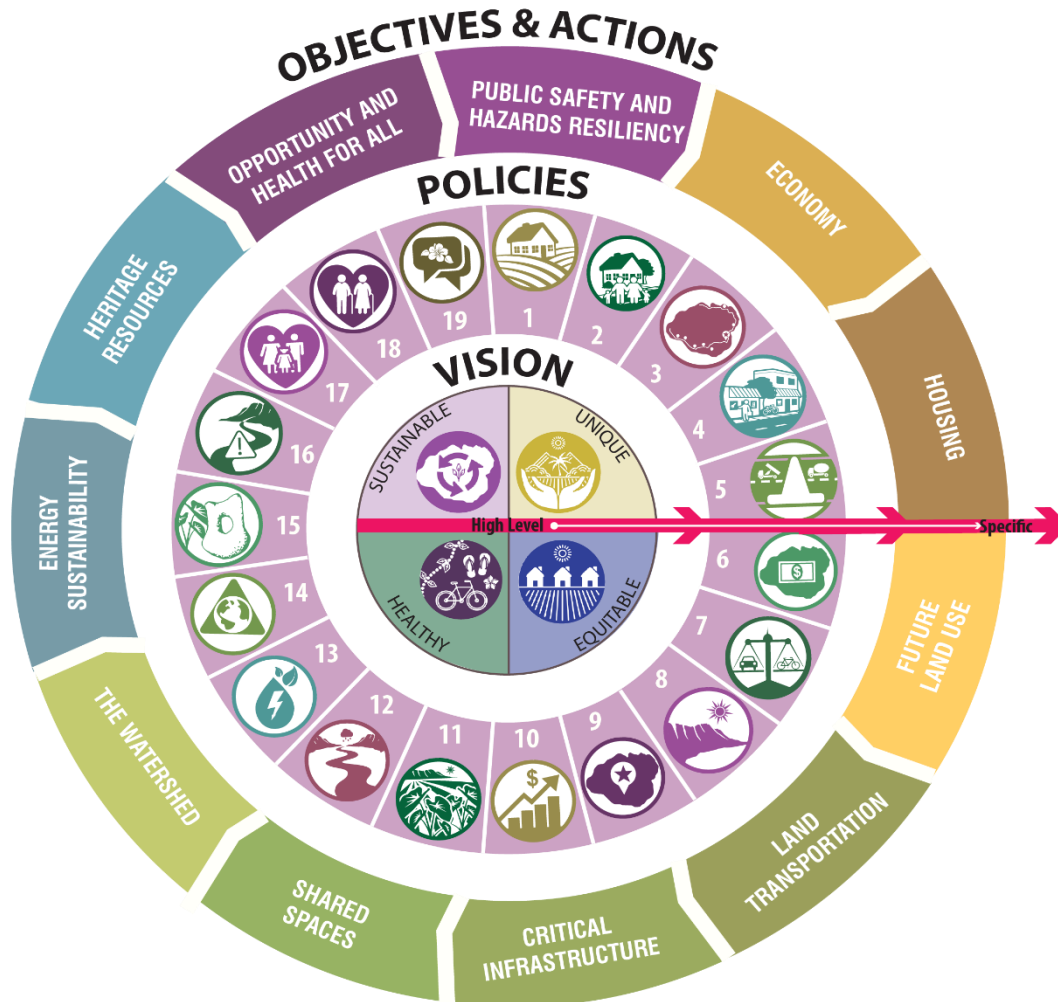 OBJECTIVES & ACTIONS
PUBLIC SAFETY AND
HAZARDS RESILIENCY
ECONOMY
HOUSING
FUTURE
LAND USE
LAND
TRANSPORTATION
CRITICAL
INFRASTRUCTURE
SHARED
SPACES
THE WATERSHED
ENERGY
SUSTAINABILITY
HERITAGE
RESOURCES
OPPORTUNITY AND
HEALTH FOR ALL
POLICIES
1
2
3
4
5
6
$
7
8
9
10
$
11
12
13
14
15
16
17
18
19
VISION
SUSTAINABLE
UNIQUE
High Level
Specific
HEALTHY
EQUITABLE